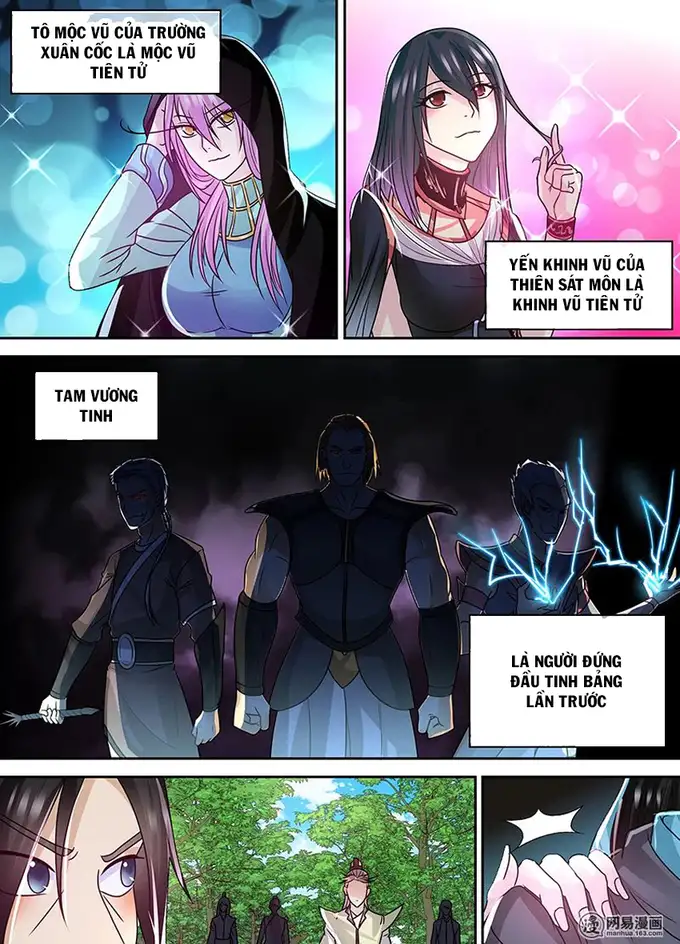 TÔ MỘC VŨ CỦA TRƯỜNG
XUÂN CỐC LÀ MỘC VŨ
TIÊN TỬ
YẾN KHINH VŨ CỦA
THIÊN SÁT MÔN LÀ
KHINH VŨ TIÊN TỬ
TAM VƯƠNG
TINH
LÀ NGƯỜI ĐỨNG
ĐẦU TINH BẢNG
LẦN TRƯỚC
网易漫画
manhua.163.com